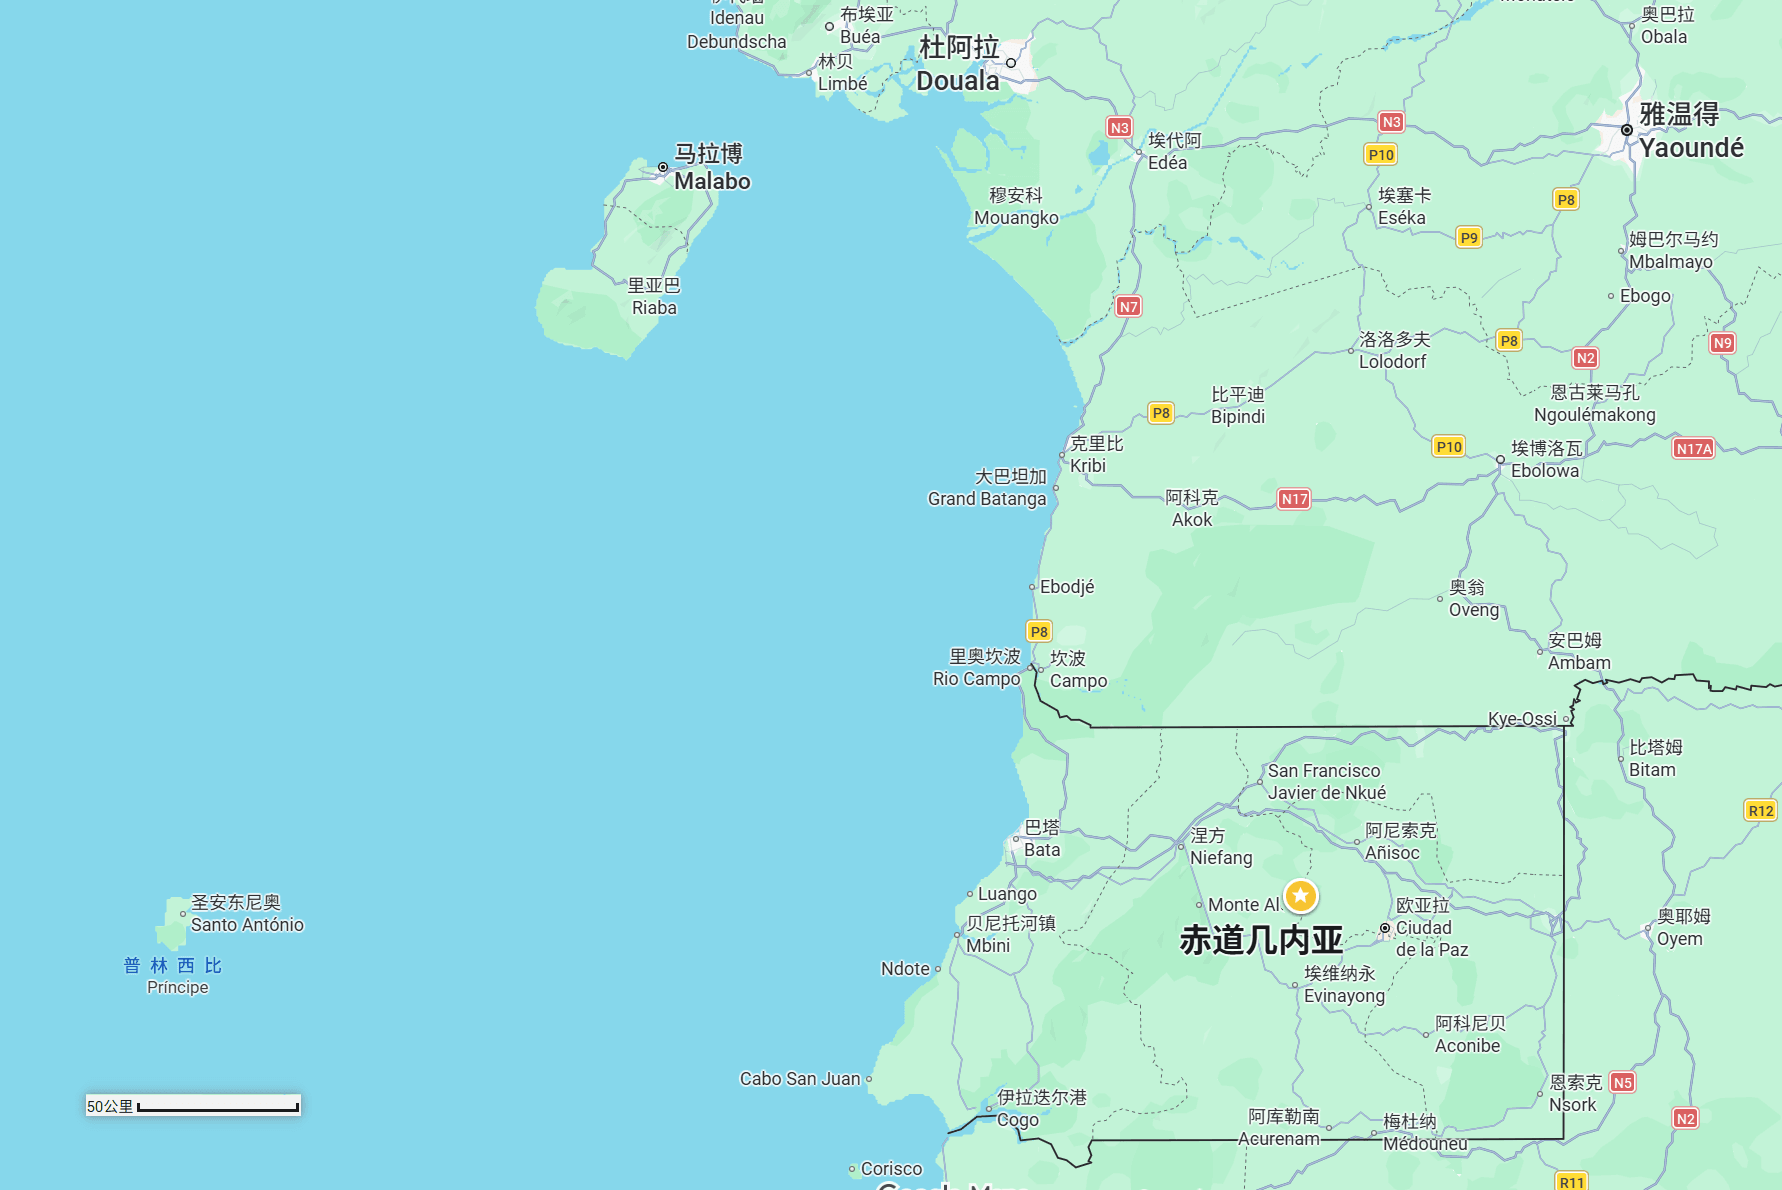 Idenau
Debundscha
布埃亚
Buéa
林贝
Limbé
杜阿拉
Douala
奥巴拉
Obala
雅温得
Yaoundé
N3
埃代阿
Edéa
N3
P10
马拉博
Malabo
穆安科
Mouangko
埃塞卡
Eséka
P8
P9
姆巴尔马约
Mbalmayo
Ebogo
里亚巴
Riaba
N7
洛洛多夫
Lolodorf
P8
N2
N9
比平迪
Bipindi
P8
恩古莱马孔
Ngoulémakong
克里比
Kribi
P10
埃博洛瓦
Ebolowa
N17A
大巴坦加
Grand Batanga
阿科克
Akok
N17
Ebodjé
奥翁
Oveng
P8
里奥坎波
Rio Campo
坎波
Campo
安巴姆
Ambam
Kye-Ossi
比塔姆
Bitam
San Francisco
Javier de Nkué
R12
巴塔
Bata
涅方
Niefang
阿尼索克
Añisoc
Luango
Monte Al
欧亚拉
Ciudad
de la Paz
圣安东尼奥
Santo António
贝尼托河镇
Mbini
赤道几内亚
奥耶姆
Oyem
普林西比
Príncipe
Ndote
埃维纳永
Evinayong
阿科尼贝
Aconibe
Cabo San Juan
伊拉迭尔港
Cogo
恩索克
Nsork
N5
50公里
阿库勒南
Acurenam
梅杜纳
Médouneu
N2
Corisco
R11